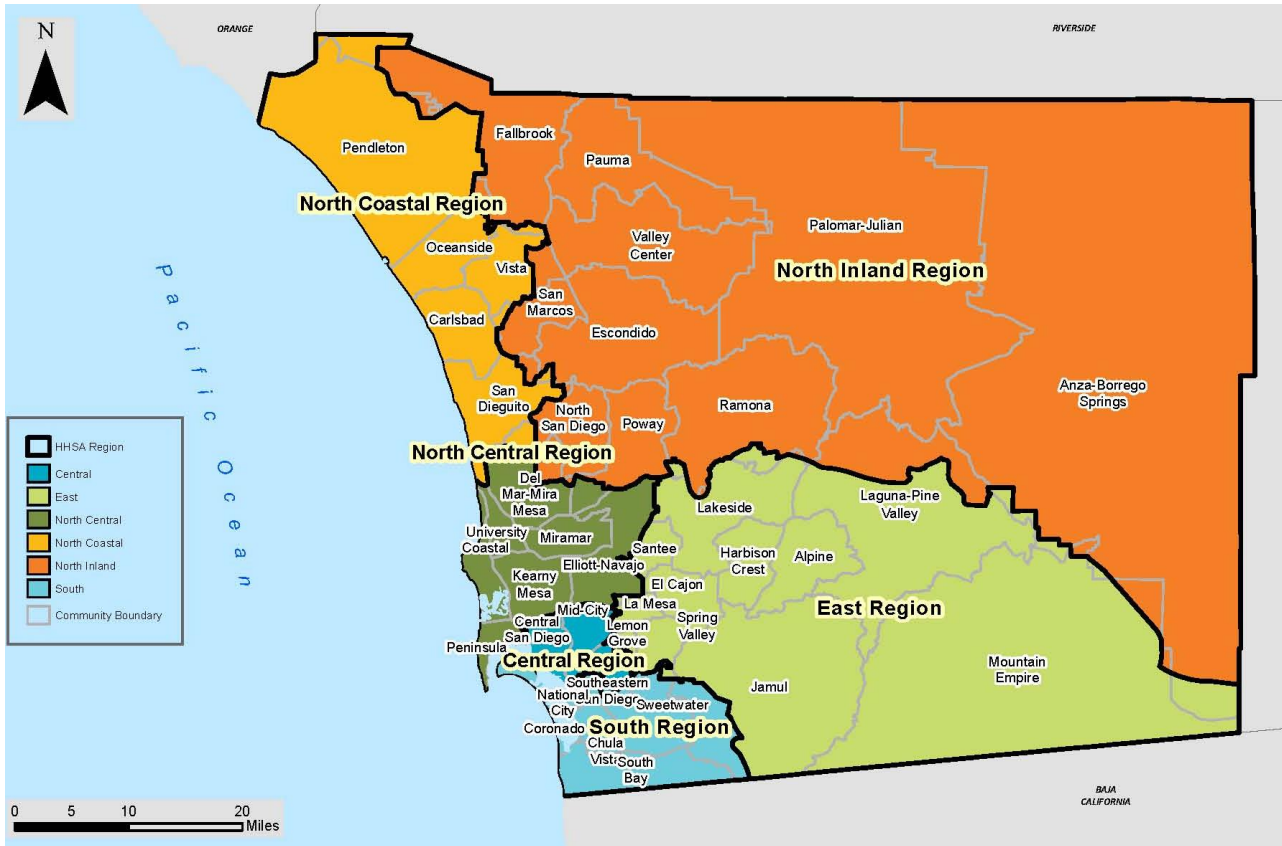 N
ORANGE
RIVERSIDE
Fallbrook
Pendleton
Pauma
North Coastal Region
Palomar-Julian
Oceanside
Valley
Center
Vista
North Inland Region
San
Marcos
Carlsbad
Escondido
Anza-Borrego
Springs
San
Dieguito
North
San Diego
Ramona
Poway
Pacific Ocean
North Central Region
HHSA Region
Central
East
North Central
North Coastal
North Inland
South
Community Boundary
Del
Mar-Mira
Mesa
Lakeside
Laguna-Pine
Valley
University
Coastal
Miramar
Santee
Harbison
Crest
Alpine
Elliott-Navajo
Kearny
Mesa
El Cajon
La Mesa
East Region
Mid-City
Central
San Diego
Lemon
Grove
Spring
Valley
Peninsula
Central Region
Mountain
Empire
Southeastern
San Diego
Jamul
National
City
Sweetwater
Coronado
South Region
Chula
Vista
South
Bay
BAJA
CALIFORNIA
0 5 10 20
Miles